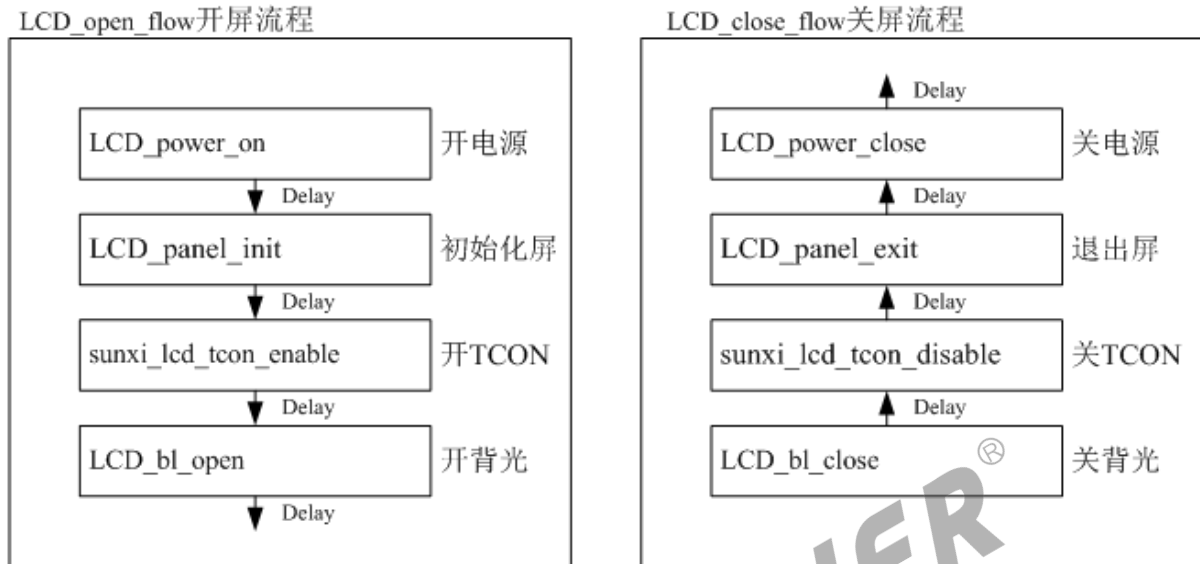 LCD_open_flow开屏流程
LCD_power_on 开电源
Delay
LCD_panel_init 初始化屏
Delay
sunxi_lcd_tcon_enable 开TCON
Delay
LCD_bl_open 开背光
Delay
LCD_close_flow关屏流程
Delay
LCD_power_close 关电源
Delay
LCD_panel_exit 退出屏
Delay
sunxi_lcd_tcon_disable 关TCON
Delay
LCD_bl_close 关背光
®